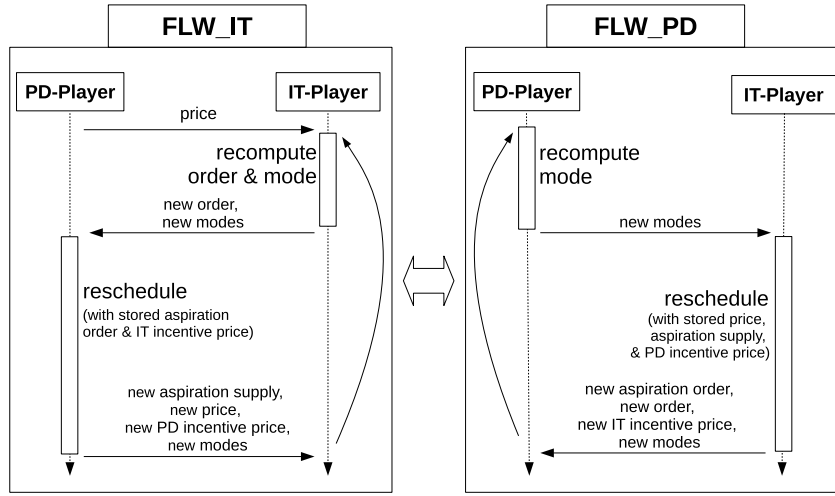 FLW_IT
PD-Player
IT-Player
price
recompute
order & mode
new order,
new modes
reschedule
(with stored aspiration
order & IT incentive price)
new aspiration supply,
new price,
new PD incentive price,
new modes
FLW_PD
PD-Player
IT-Player
recompute
mode
new modes
reschedule
(with stored price,
aspiration supply,
& PD incentive price)
new aspiration order,
new order,
new IT incentive price,
new modes